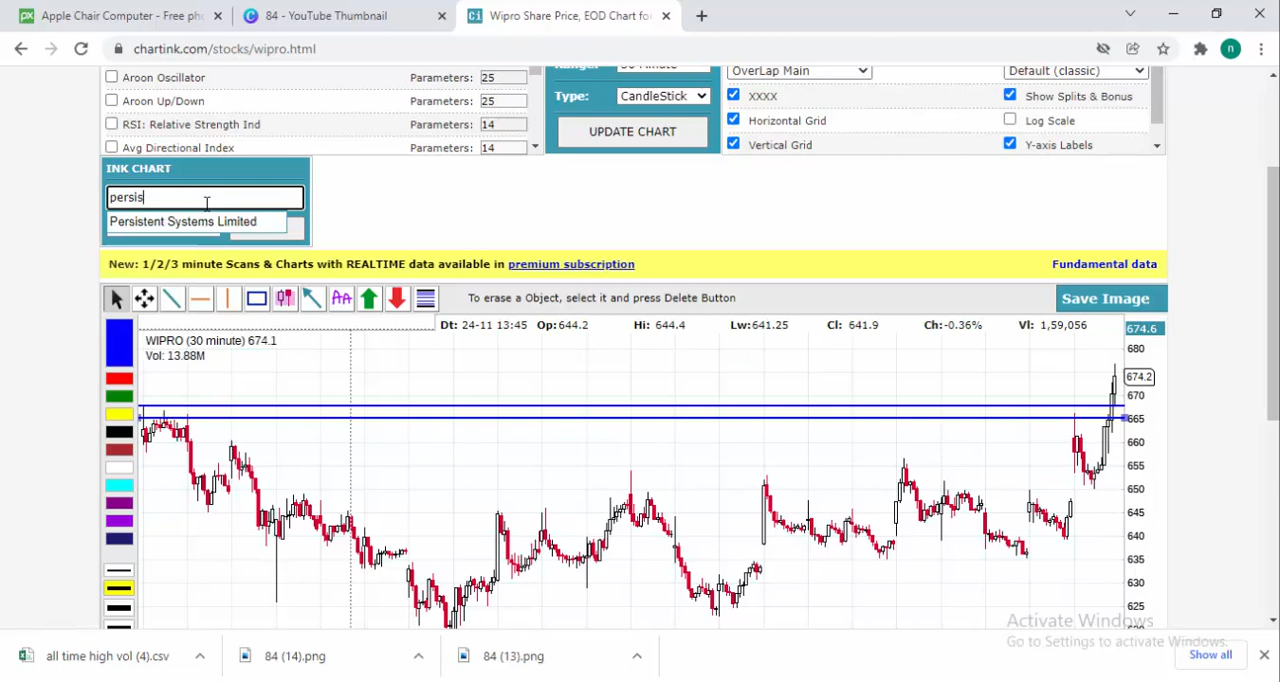 Apple Chair Computer - Free pho
84 - YouTube Thumbnail
Wipro Share Price, EOD Chart for
chartink.com/stocks/wipro.html
n
Aroon Oscillator Parameters: 25
Aroon Up/Down Parameters: 25
RSI: Relative Strength Ind Parameters: 14
Avg Directional Index Parameters: 14
Type: CandleStick
UPDATE CHART
OverLap Main
Default (classic)
XXXX
Show Splits & Bonus
Horizontal Grid
Log Scale
Vertical Grid
Y-axis Labels
INK CHART
persis
Persistent Systems Limited
New: 1/2/3 minute Scans & Charts with REALTIME data available in premium subscription
Fundamental data
AA
To erase a Object, select it and press Delete Button
Save Image
Dt: 24-11 13:45 Op:644.2 Hi: 644.4 Lw:641.25 Cl: 641.9 Ch:-0.36% Vl: 1,59,056
674.6
WIPRO (30 minute) 674.1
Vol: 13.88M
680
674.2
670
665
660
655
650
645
640
635
630
625
Activate Windows
Go to Settings to activate Windows.
all time high vol (4).csv
84 (14).png
84 (13).png
Show all